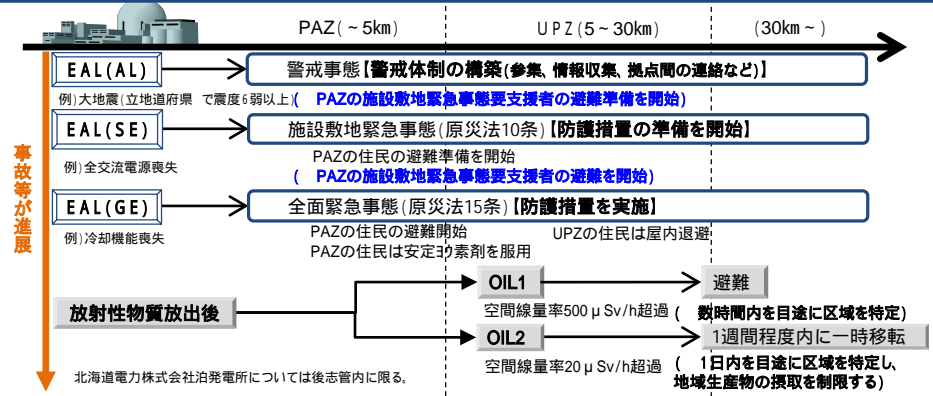 PAZ(~5km)
UPZ(5~30km)
(30km~)
EAL(AL)
警戒事態【警戒体制の構築(参集、情報収集、拠点間の連絡など)】
例)大地震(立地道府県 で震度6弱以上)
( PAZの施設敷地緊急事態要支援者の避難準備を開始)
EAL(SE)
施設敷地緊急事態(原災法10条)【防護措置の準備を開始】
例)全交流電源喪失
PAZの住民の避難準備を開始
( PAZの施設敷地緊急事態要支援者の避難を開始)
EAL(GE)
全面緊急事態(原災法15条)【防護措置を実施】
例)冷却機能喪失
PAZの住民の避難開始
PAZの住民は安定ヨウ素剤を服用
UPZの住民は屋内退避
事故等が進展
放射性物質放出後
OIL1
避難
空間線量率500μSv/h超過
( 数時間内を目途に区域を特定)
OIL2
1週間程度内に一時移転
空間線量率20μSv/h超過
( 1日内を目途に区域を特定し、
地域生産物の摂取を制限する)
北海道電力株式会社泊発電所については後志管内に限る。